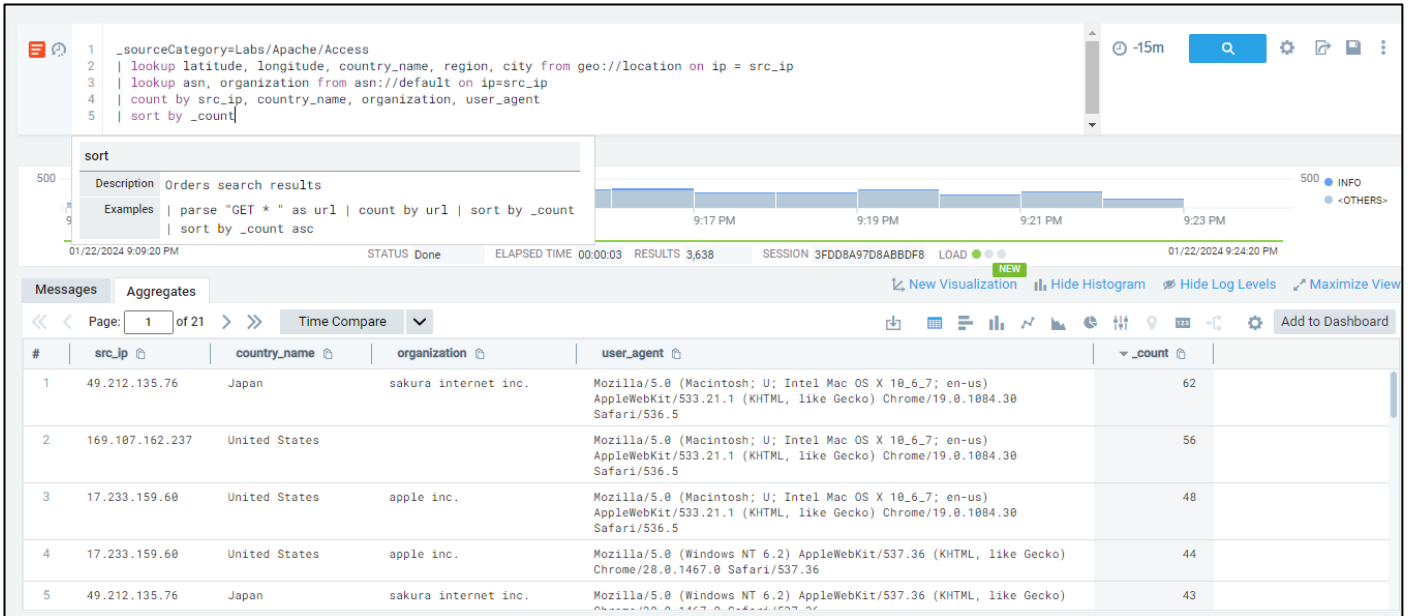 1 _sourceCategory=Labs/Apache/Access
2 | lookup latitude, longitude, country_name, region, city from geo://location on ip = src_ip
3 | lookup asn, organization from asn://default on ip=src_ip
4 | count by src_ip, country_name, organization, user_agent
5 | sort by _count
-15m
sort
Description Orders search results
Examples | parse "GET * " as url | count by url | sort by _count
| sort by _count asc
500 500
INFO
<OTHERS>
9:17 PM 9:19 PM 9:21 PM 9:23 PM
01/22/2024 9:09:20 PM STATUS Done ELAPSED TIME 00:00:03 RESULTS 3,638 SESSION 3FDD8A97D8ABBDF8 LOAD 01/22/2024 9:24:20 PM
NEW
Messages Aggregates New Visualization Hide Histogram Hide Log Levels Maximize View
Page: 1 of 21 Time Compare 123 Add to Dashboard
# src_ip country_name organization user_agent _count
1 49.212.135.76 Japan sakura internet inc. Mozilla/5.0 (Macintosh; U; Intel Mac OS X 10_6_7; en-us) 62
AppleWebKit/533.21.1 (KHTML, like Gecko) Chrome/19.0.1084.30
Safari/536.5
2 169.107.162.237 United States Mozilla/5.0 (Macintosh; U; Intel Mac OS X 10_6_7; en-us) 56
AppleWebKit/533.21.1 (KHTML, like Gecko) Chrome/19.0.1084.30
Safari/536.5
3 17.233.159.60 United States apple inc. Mozilla/5.0 (Macintosh; U; Intel Mac OS X 10_6_7; en-us) 48
AppleWebKit/533.21.1 (KHTML, like Gecko) Chrome/19.0.1084.30
Safari/536.5
4 17.233.159.60 United States apple inc. Mozilla/5.0 (Windows NT 6.2) AppleWebKit/537.36 (KHTML, like Gecko) 44
Chrome/28.0.1467.0 Safari/537.36
5 49.212.135.76 Japan sakura internet inc. Mozilla/5.0 (Windows NT 6.2) AppleWebKit/537.36 (KHTML, like Gecko) 43